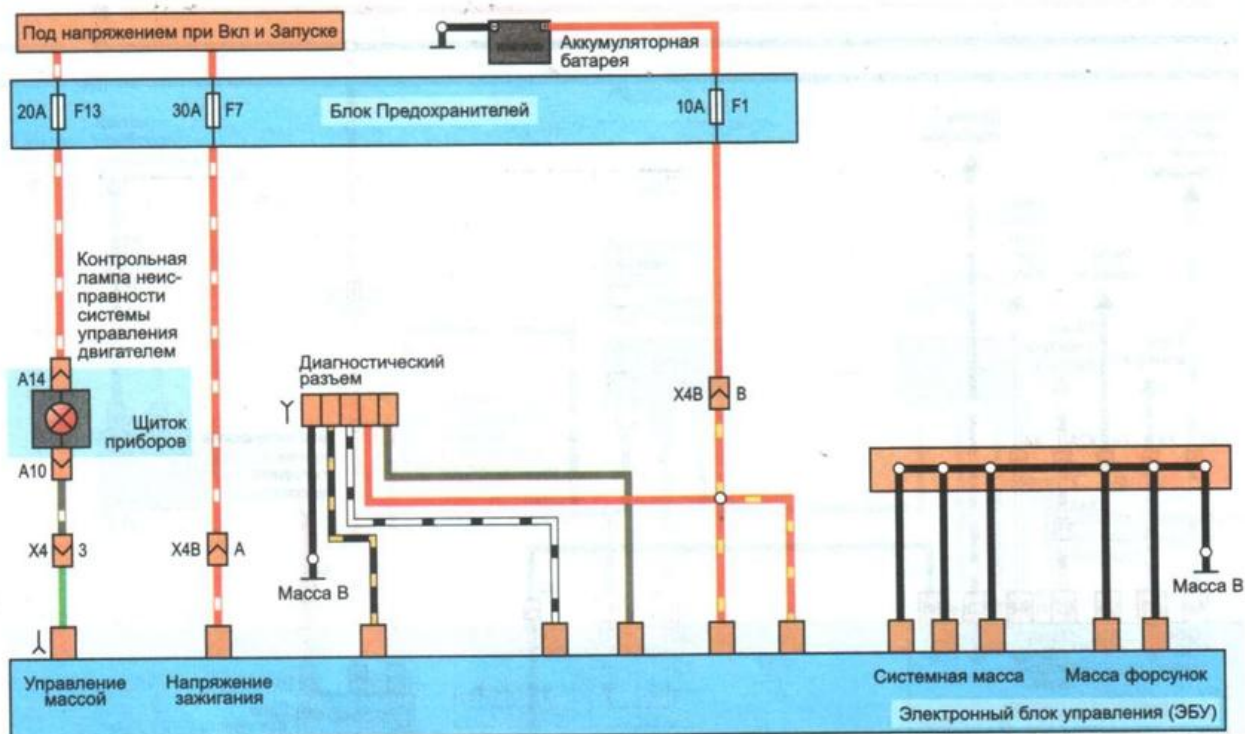 Под напряжением при Вкл и Запуске
Аккумуляторная
батарея
20A F13
30A F7
Блок Предохранителей
10A F1
Контрольная
лампа неис-
правности
системы
управления
двигателем
A14
Щиток
приборов
A10
Диагностический
разъем
X4B B
X4 3
X4B A
Масса В
Масса В
Управление
массой
Напряжение
зажигания
Системная масса
Масса форсунок
Электронный блок управления (ЭБУ)